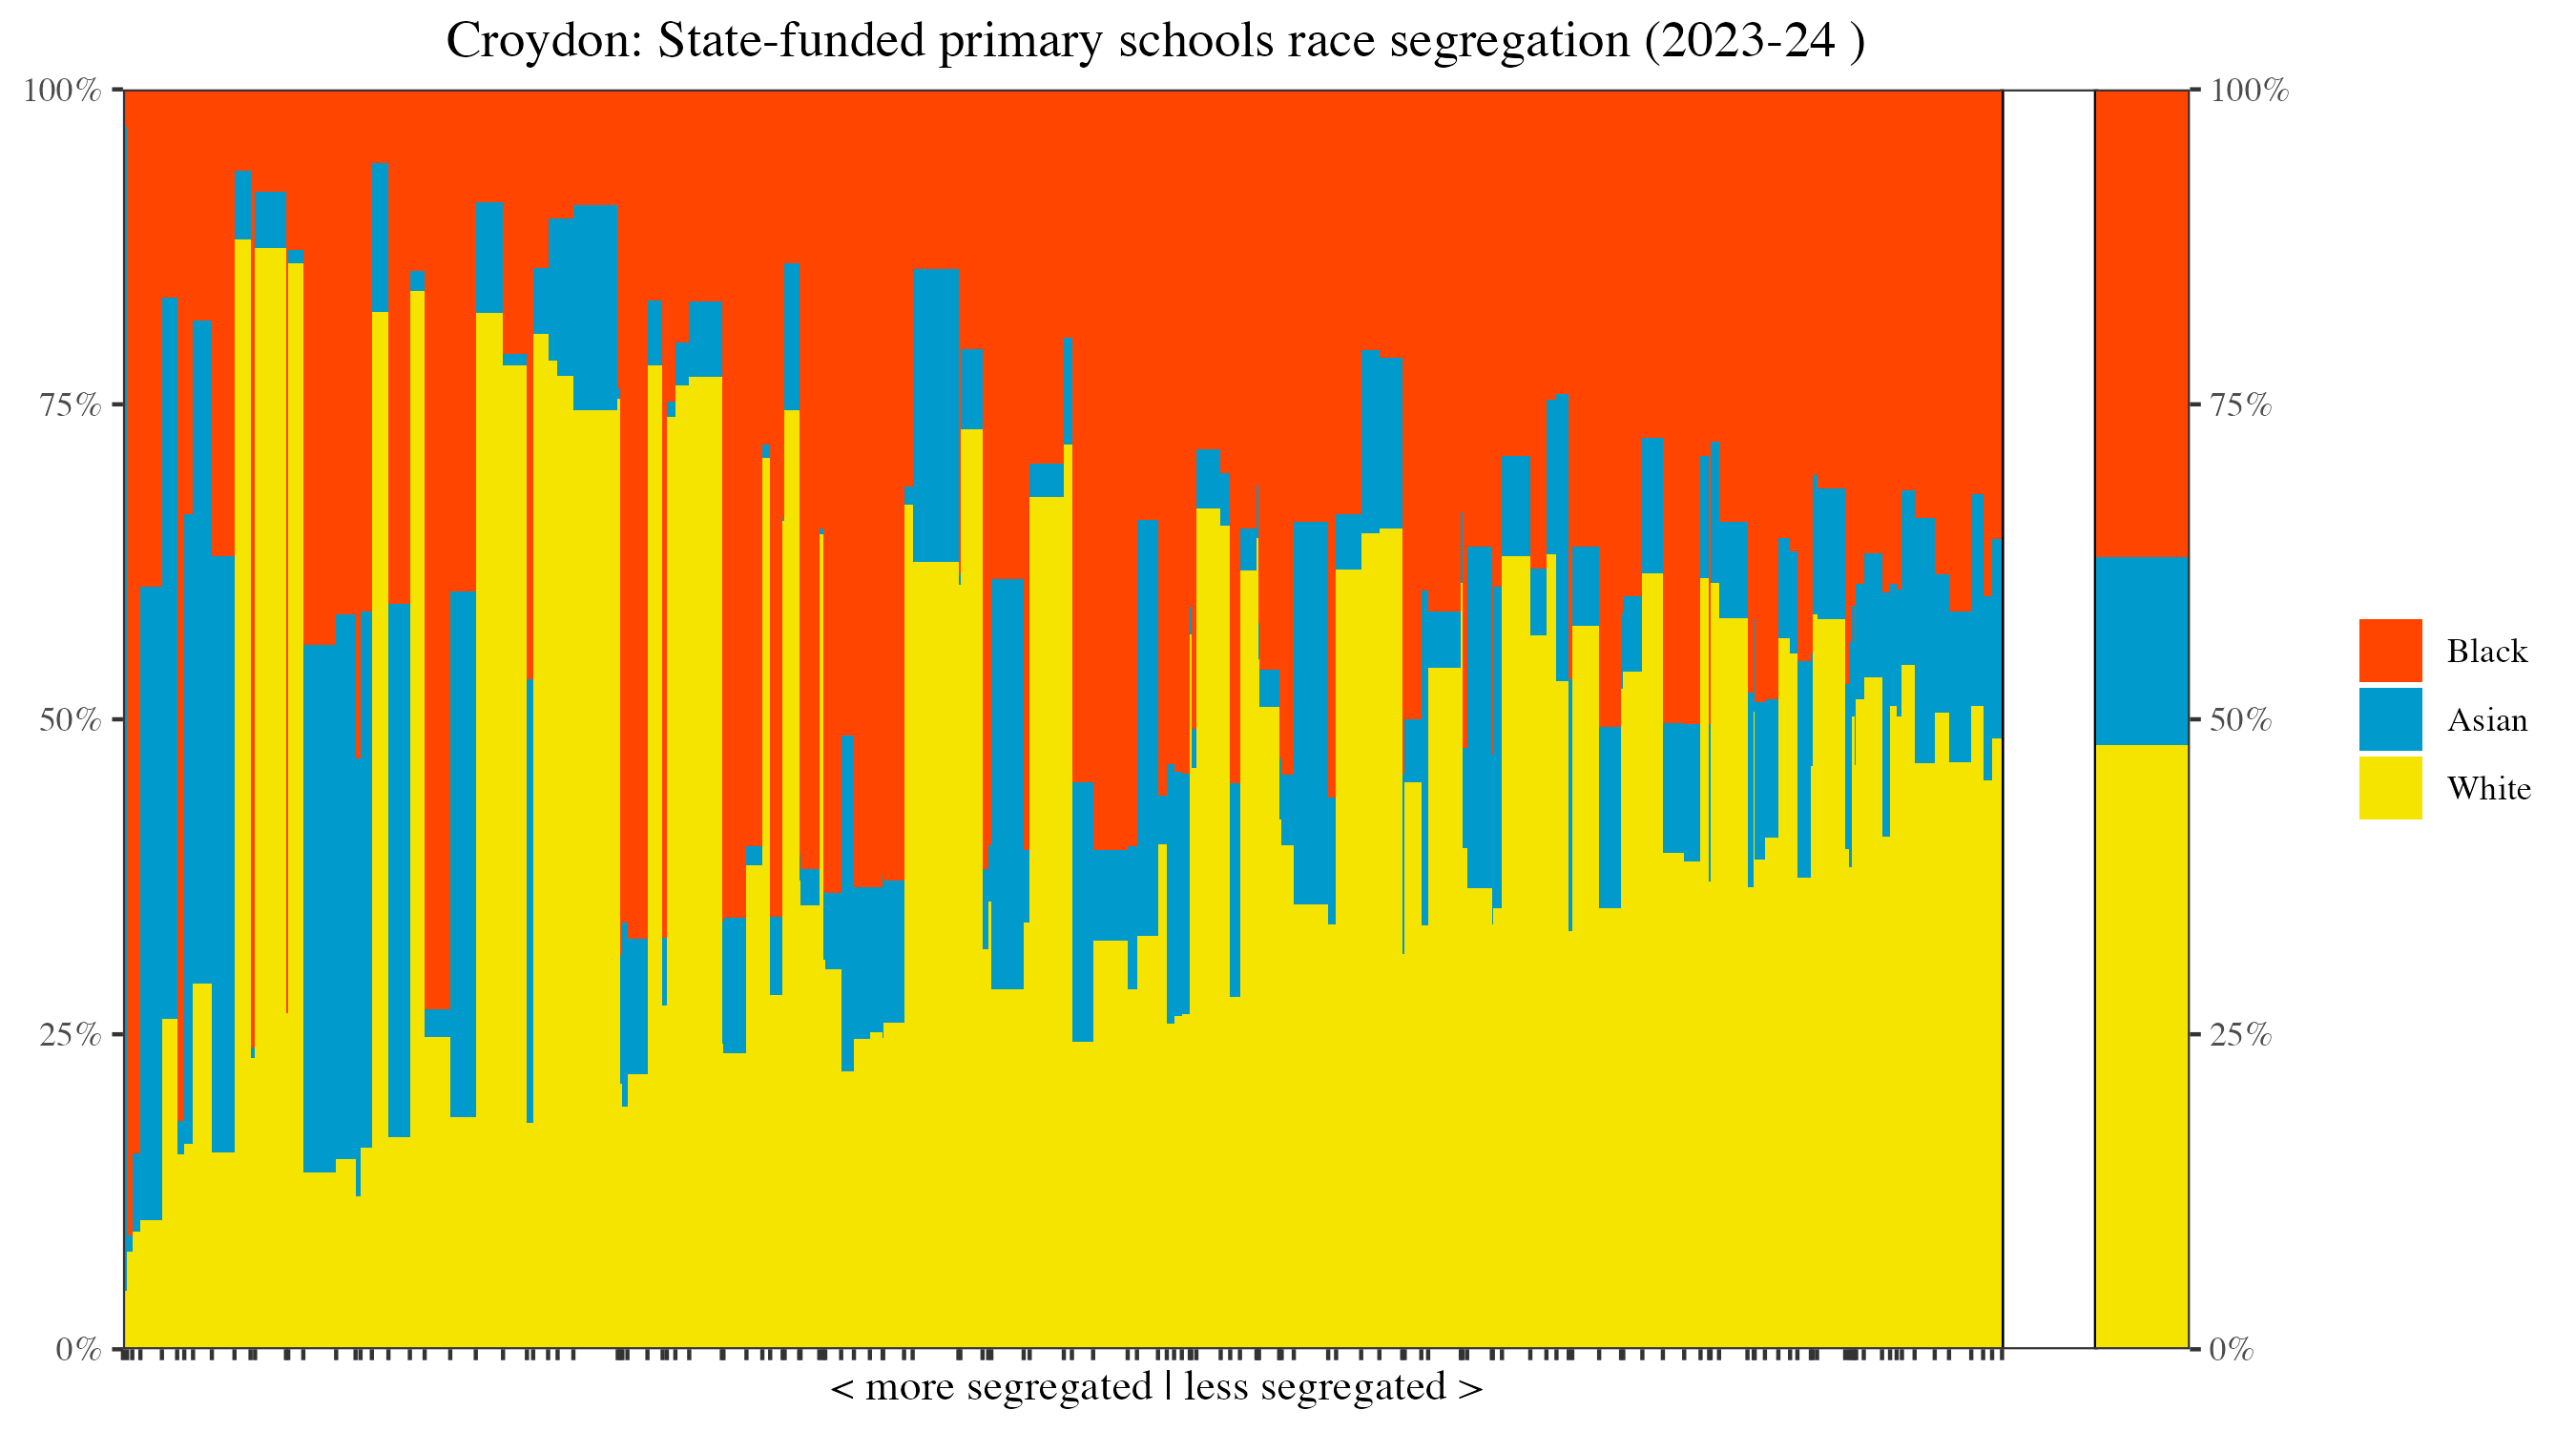 Croydon: State-funded primary schools race segregation (2023-24 )
100%
75%
50%
25%
0%
100%
75%
50%
25%
0%
Black
Asian
White
< more segregated | less segregated >